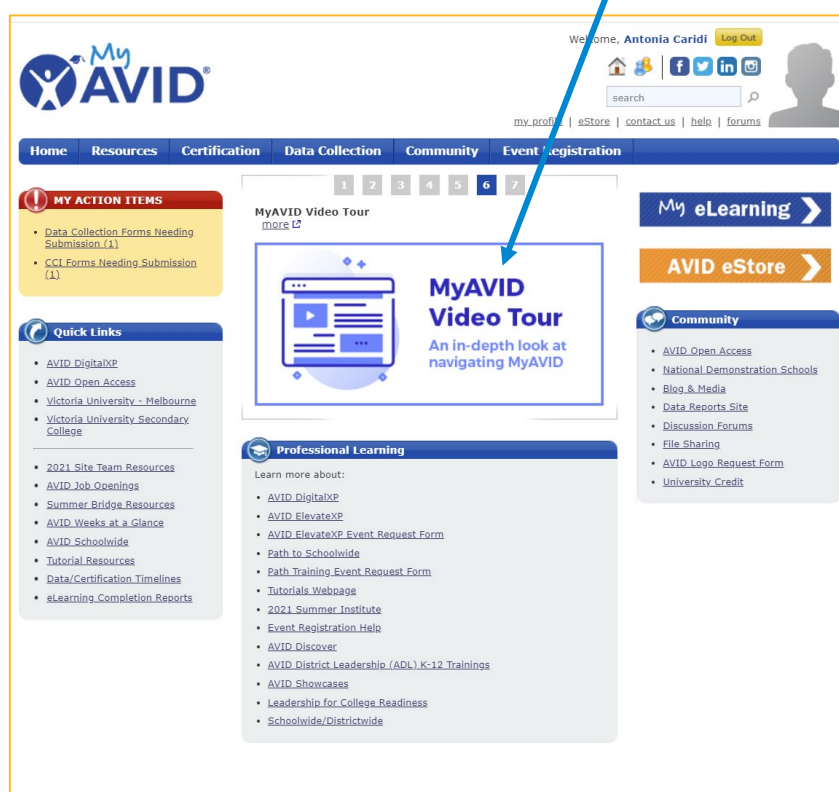 My
AVID®
Welcome, Antonia Caridi Log Out
search
my profile | eStore | contact us | help | forums
Home Resources Certification Data Collection Community Event Registration
MY ACTION ITEMS
• Data Collection Forms Needing
Submission (1)
• CCI Forms Needing Submission
(1)
Quick Links
• AVID DigitalXP
• AVID Open Access
• Victoria University - Melbourne
• Victoria University Secondary
College
• 2021 Site Team Resources
• AVID Job Openings
• Summer Bridge Resources
• AVID Weeks at a Glance
• AVID Schoolwide
• Tutorial Resources
• Data/Certification Timelines
• eLearning Completion Reports
1 2 3 4 5 6 7
MyAVID Video Tour
more
MyAVID
Video Tour
An in-depth look at
navigating MyAVID
Professional Learning
Learn more about:
• AVID DigitalXP
• AVID ElevateXP
• AVID ElevateXP Event Request Form
• Path to Schoolwide
• Path Training Event Request Form
• Tutorials Webpage
• 2021 Summer Institute
• Event Registration Help
• AVID Discover
• AVID District Leadership (ADL) K-12 Trainings
• AVID Showcases
• Leadership for College Readiness
• Schoolwide/Districtwide
My eLearning
AVID eStore
Community
• AVID Open Access
• National Demonstration Schools
• Blog & Media
• Data Reports Site
• Discussion Forums
• File Sharing
• AVID Logo Request Form
• University Credit